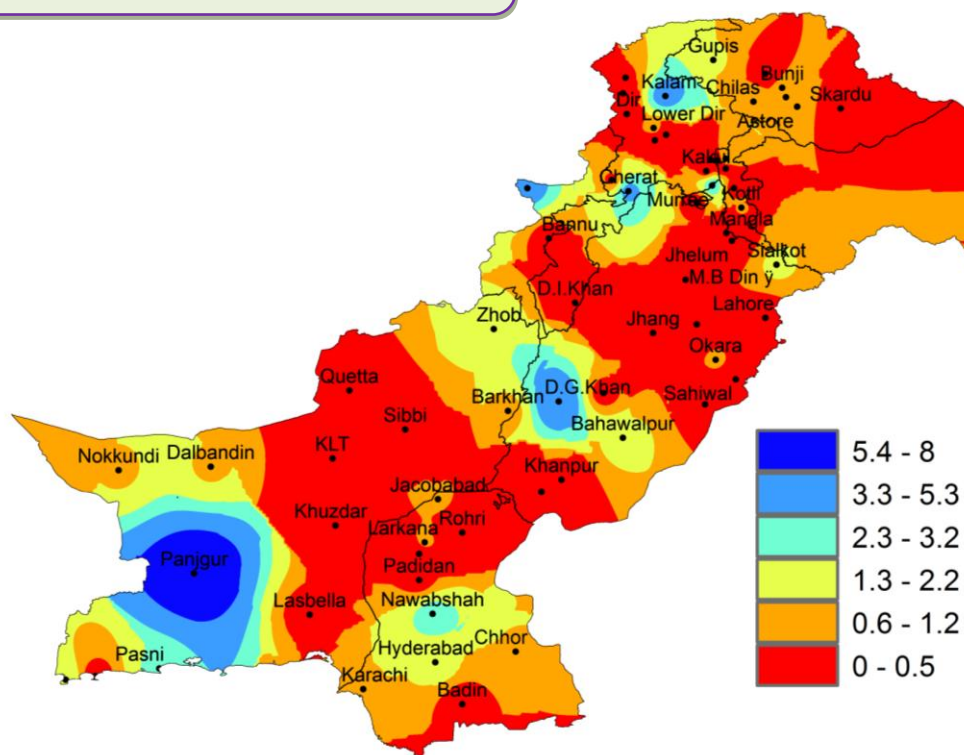 Gupis
Kalam
Chilas
Bunji
Skardu
Dir
Lower Dir
Astore
Cherat
Murree
Kotli
Mangla
Bannu
Jhelum
Sialkot
M.B Din ÿ
D.I.Khan
Lahore
Zhob
Jhang
Okara
Quetta
D.G.Khan
Sahiwal
Barkhan
Sibbi
Bahawalpur
KLT
Nokkundi
Dalbandin
Khanpur
Jacobabad
Khuzdar
Larkana
Rohri
Panjgur
Padidan
Lasbella
Nawabshah
Hyderabad
Chhor
Pasni
Karachi
Badin
5.4 - 8
3.3 - 5.3
2.3 - 3.2
1.3 - 2.2
0.6 - 1.2
0 - 0.5